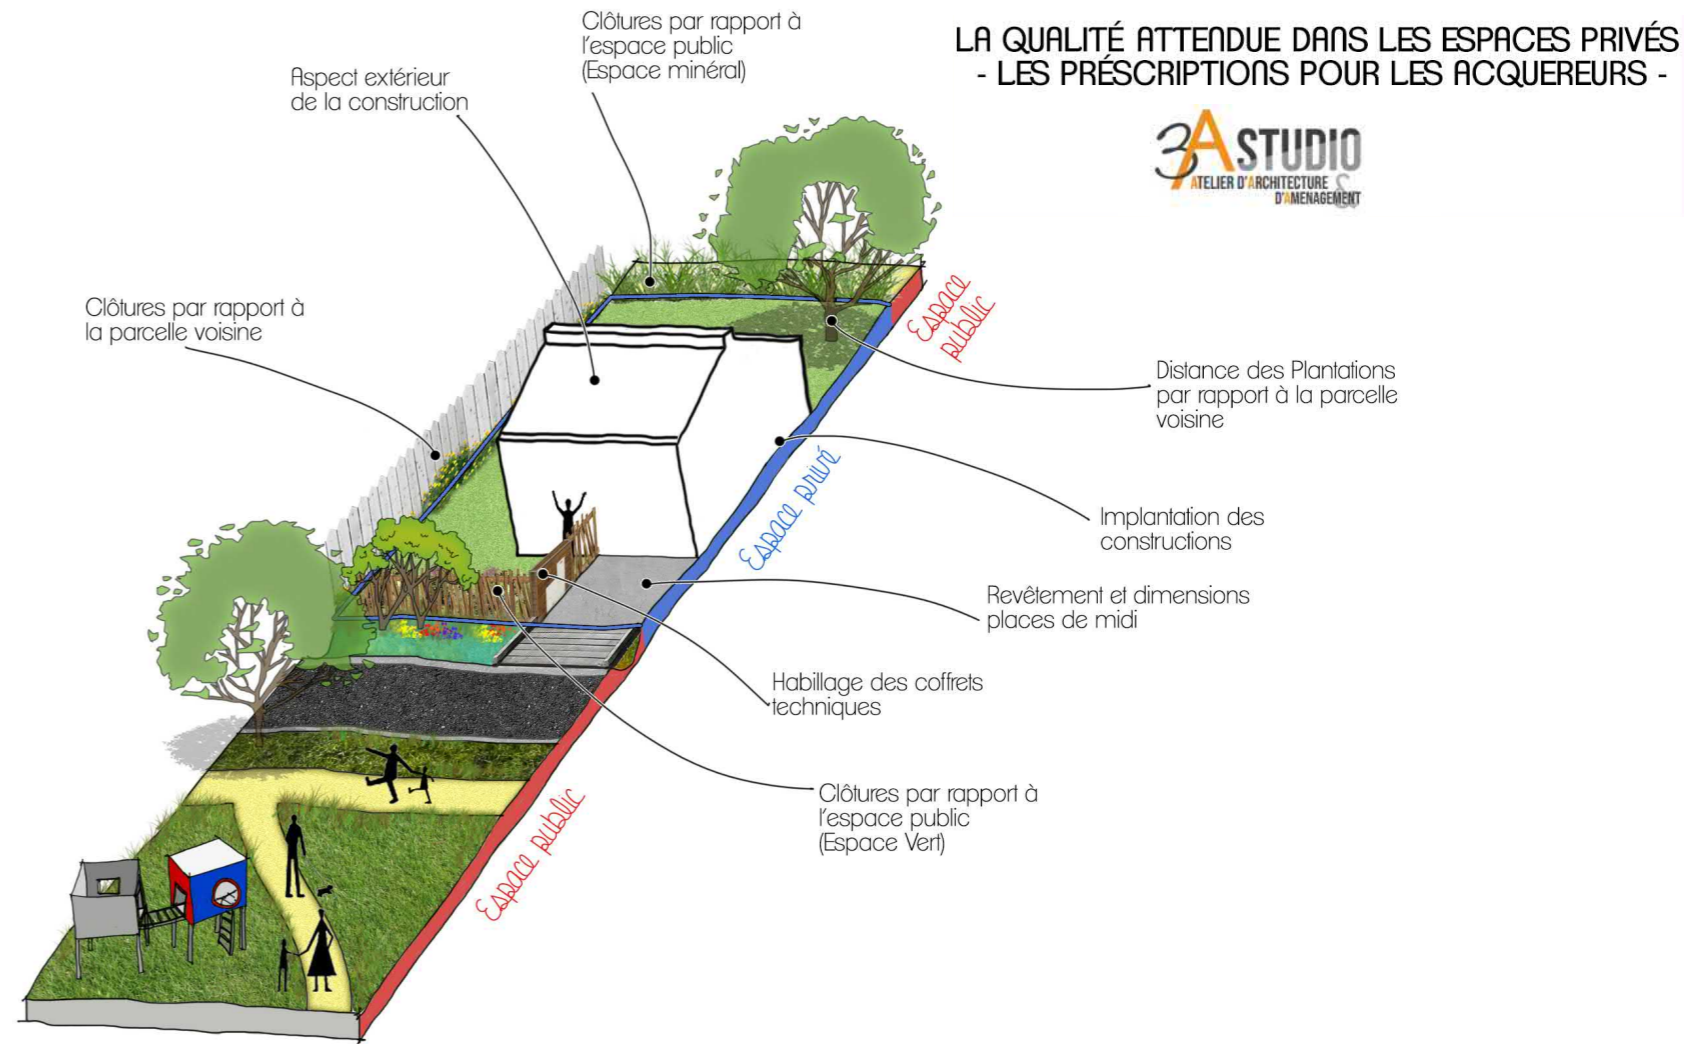 LA QUALITÉ ATTENDUE DANS LES ESPACES PRIVÉS
- LES PRÉSCRIPTIONS POUR LES ACQUEREURS -
3A STUDIO
ATELIER D'ARCHITECTURE
&
D'AMENAGEMENT
Clôtures par rapport à
l'espace public
(Espace minéral)
Aspect extérieur
de la construction
Clôtures par rapport à
la parcelle voisine
Espace
public
Distance des Plantations
par rapport à la parcelle
voisine
Espace privé
Implantation des
constructions
Revêtement et dimensions
places de midi
Habillage des coffrets
techniques
Clôtures par rapport à
l'espace public
(Espace Vert)
Espace public